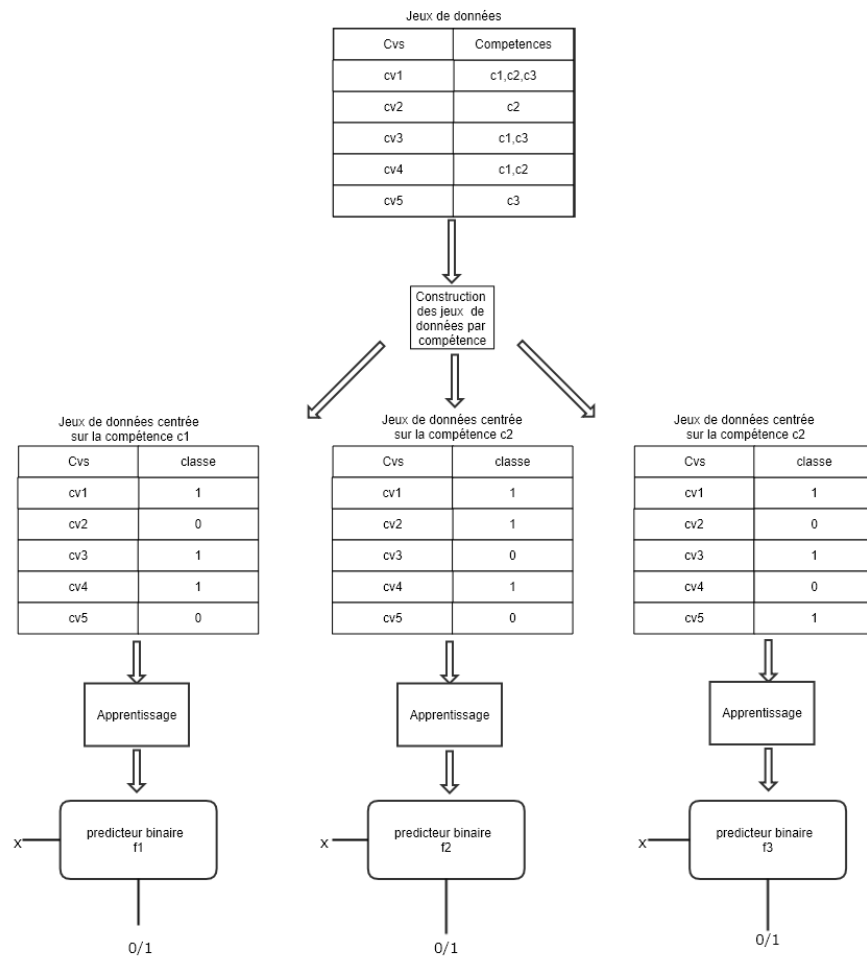 Jeux de données
Cvs Competences
cv1 c1,c2,c3
cv2 c2
cv3 c1,c3
cv4 c1,c2
cv5 c3
Construction
des jeux de
données par
compétence
Jeux de données centrée
sur la compétence c1
Cvs classe
cv1 1
cv2 0
cv3 1
cv4 1
cv5 0
Jeux de données centrée
sur la compétence c2
Cvs classe
cv1 1
cv2 1
cv3 0
cv4 1
cv5 0
Jeux de données centrée
sur la compétence c2
Cvs classe
cv1 1
cv2 0
cv3 1
cv4 0
cv5 1
Apprentissage
Apprentissage
Apprentissage
x
predicteur binaire
f1
0/1
x
predicteur binaire
f2
0/1
x
predicteur binaire
f3
0/1